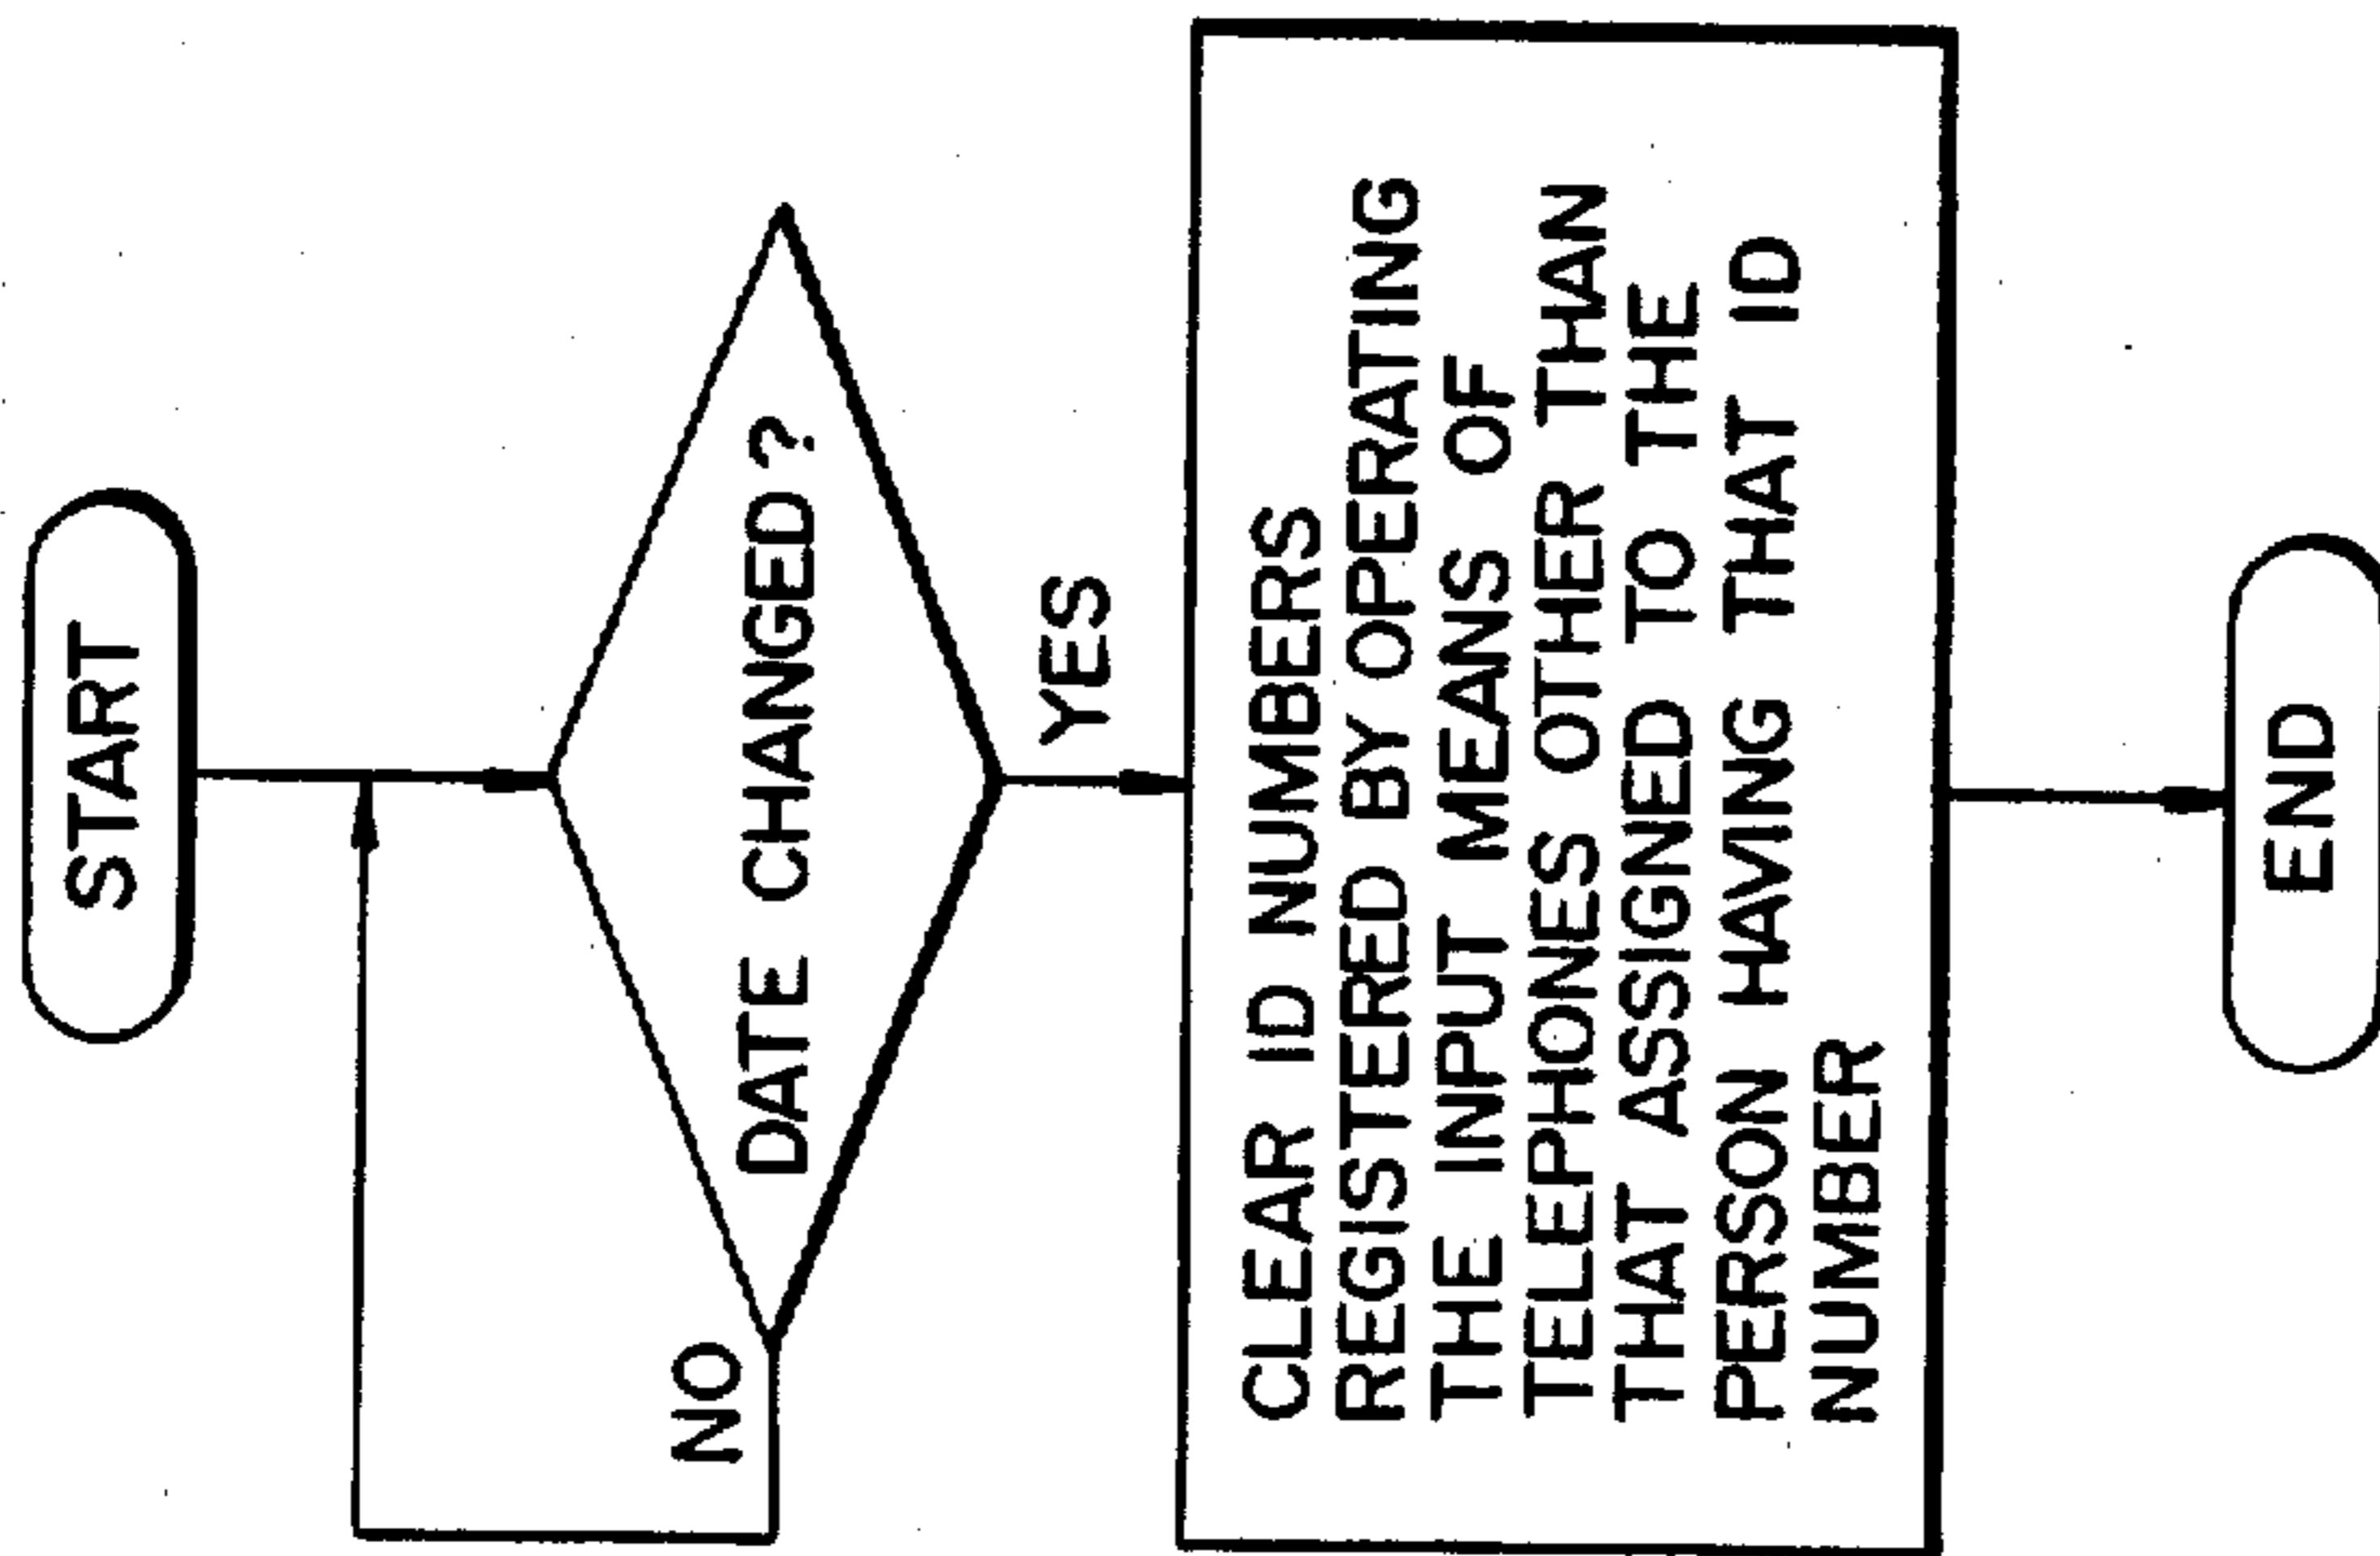 START
DATE CHANGED?
NO
YES
CLEAR ID NUMBERS
REGISTERED BY OPERATING
THE INPUT MEANS OF
TELEPHONES OTHER THAN
THAT ASSIGNED TO THE
PERSON HAVING THAT ID
NUMBER
END